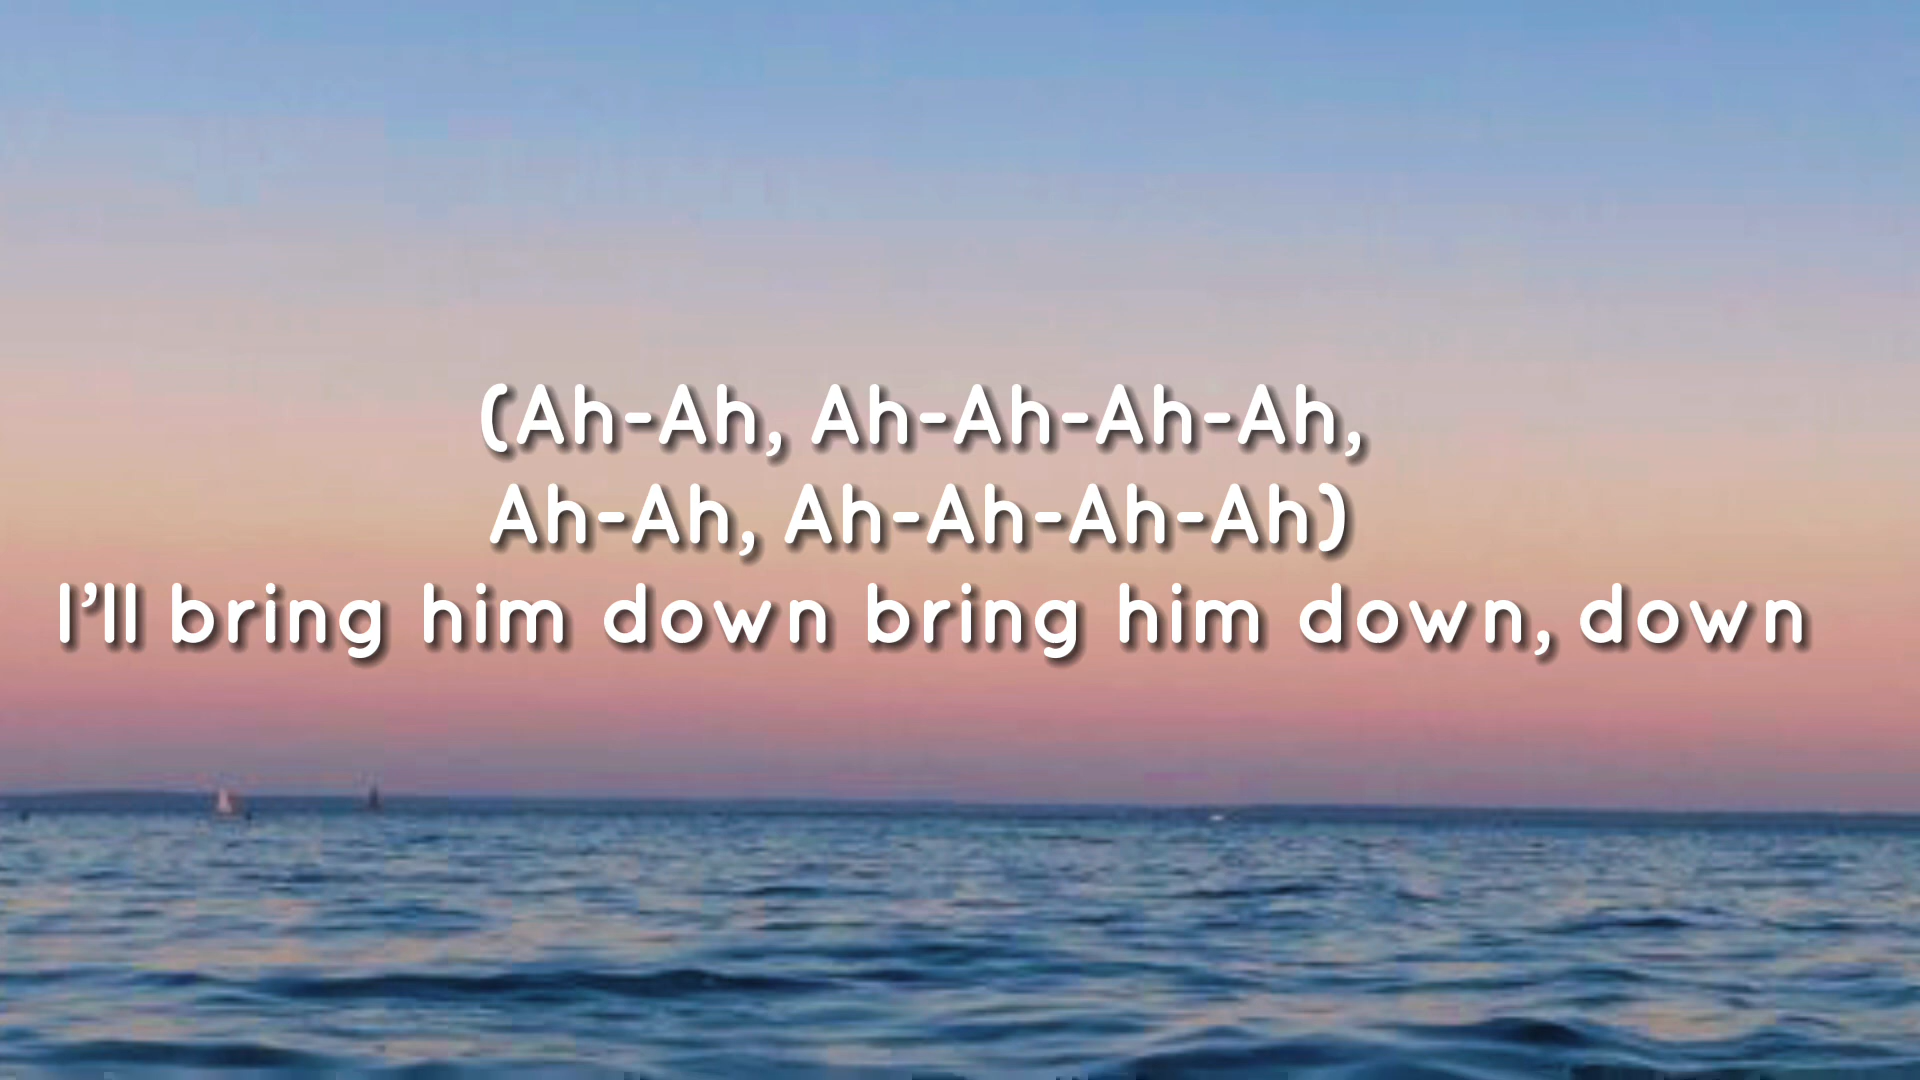 (Ah-Ah, Ah-Ah-Ah-Ah,
Ah-Ah, Ah-Ah-Ah-Ah)
I'll bring him down bring him down, down